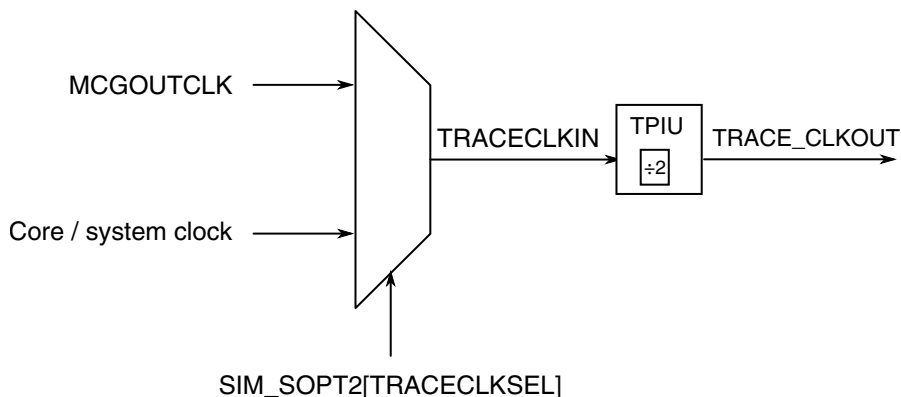 MCGOUTCLK
TRACECLKIN
TPIU
÷2
TRACE_CLKOUT
Core / system clock
SIM_SOPT2[TRACECLKSEL]